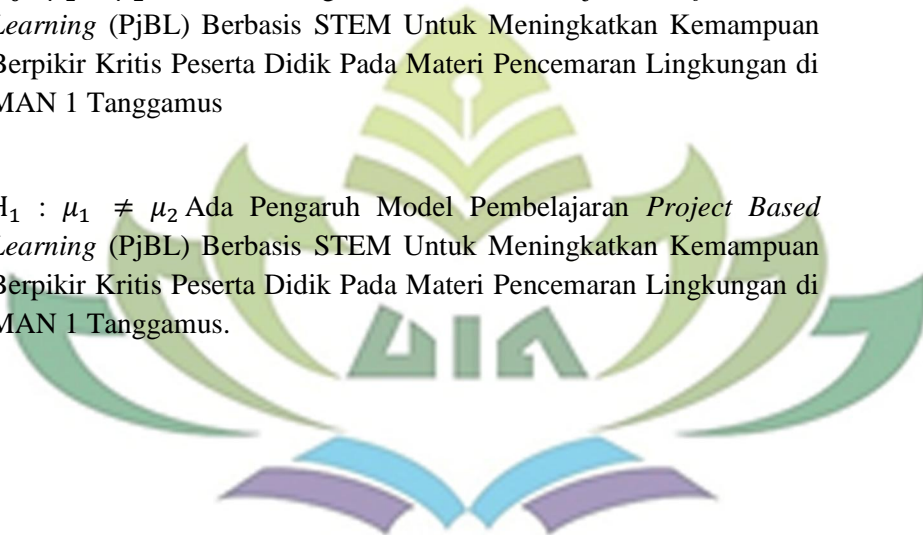 Learning (PjBL) Berbasis STEM Untuk Meningkatkan Kemampuan
Berpikir Kritis Peserta Didik Pada Materi Pencemaran Lingkungan di
MAN 1 Tanggamus
H₁ : μ₁ ≠ μ₂ Ada Pengaruh Model Pembelajaran Project Based
Learning (PjBL) Berbasis STEM Untuk Meningkatkan Kemampuan
Berpikir Kritis Peserta Didik Pada Materi Pencemaran Lingkungan di
MAN 1 Tanggamus.
UIN